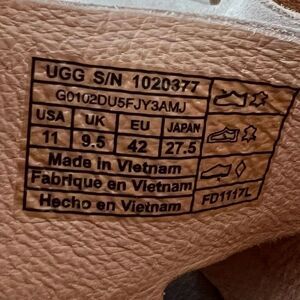 UGG S/N 1020377
G0102DU5FJY3AMJ
USA UK EU JAPAN
11 9.5 42 27.5
Made in Vietnam
Fabrique en Vietnam
Hecho en Vietnam
FD1117L